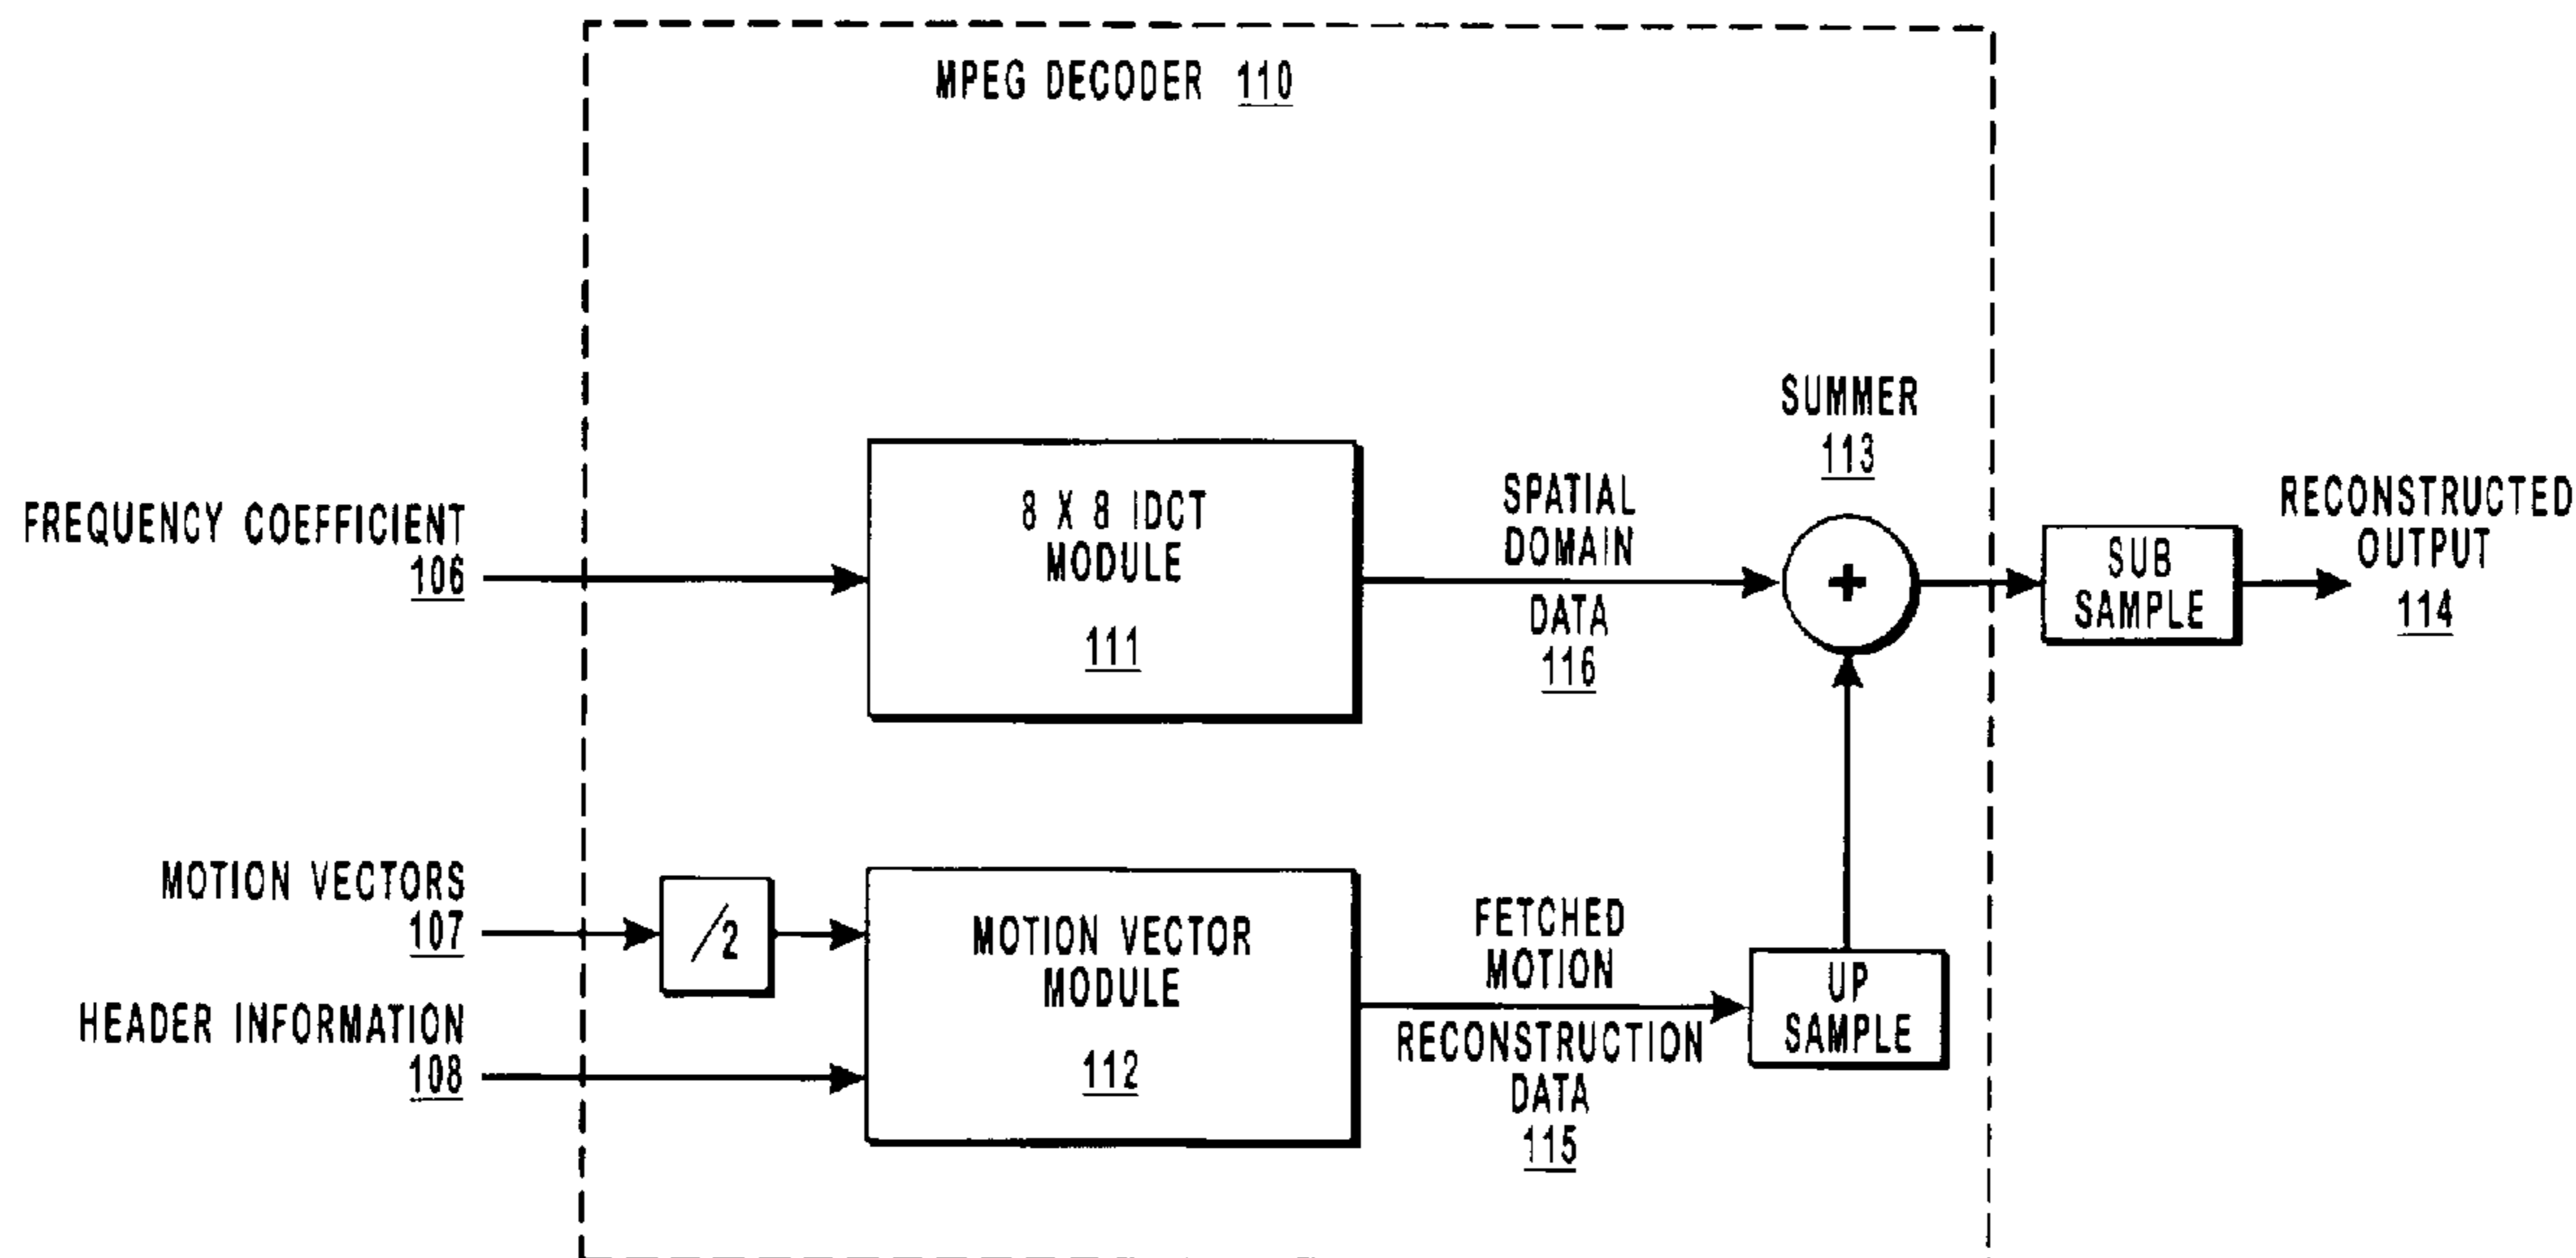 MPEG DECODER 110
SUMMER
113
FREQUENCY COEFFICIENT
106
8 X 8 IDCT
MODULE
111
SPATIAL
DOMAIN
DATA
116
+
SUB
SAMPLE
RECONSTRUCTED
OUTPUT
114
MOTION VECTORS
107
/2
HEADER INFORMATION
108
MOTION VECTOR
MODULE
112
FETCHED
MOTION
RECONSTRUCTION
DATA
115
UP
SAMPLE